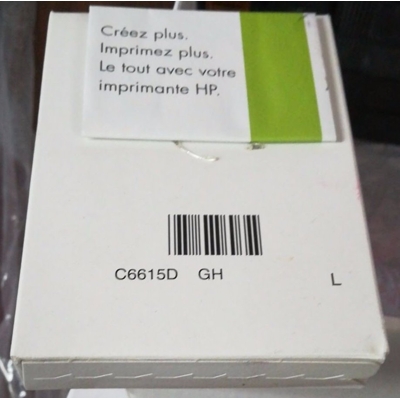 Créez plus.
Imprimez plus.
Le tout avec votre
imprimante HP.
C6615D GH
L